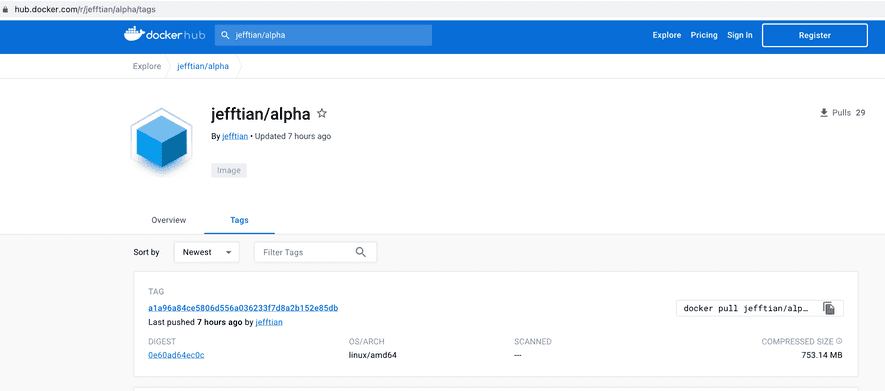 hub.docker.com/r/jefftian/alpha/tags
dockerhub jefftian/alpha Explore Pricing Sign In Register
Explore jefftian/alpha
jefftian/alpha
Pulls 29
By jefftian • Updated 7 hours ago
Image
Overview Tags
Sort by Newest Filter Tags
TAG
a1a96a84ce5806d556a036233f7d8a2b152e85db
docker pull jefftian/alp…
Last pushed 7 hours ago by jefftian
DIGEST OS/ARCH SCANNED COMPRESSED SIZE
0e60ad64ec0c linux/amd64 --- 753.14 MB